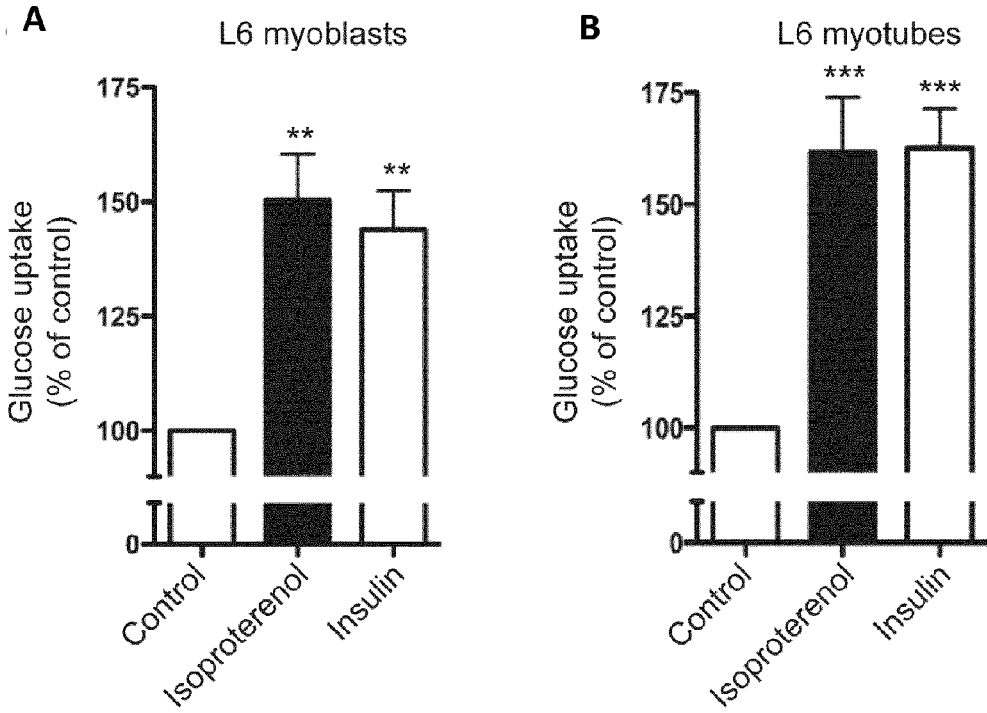 A
L6 myoblasts
Glucose uptake
(% of control)
175
150
125
100
0
**
**
Control
Isoproterenol
Insulin
B
L6 myotubes
Glucose uptake
(% of control)
175
150
125
100
0
***
***
Control
Isoproterenol
Insulin